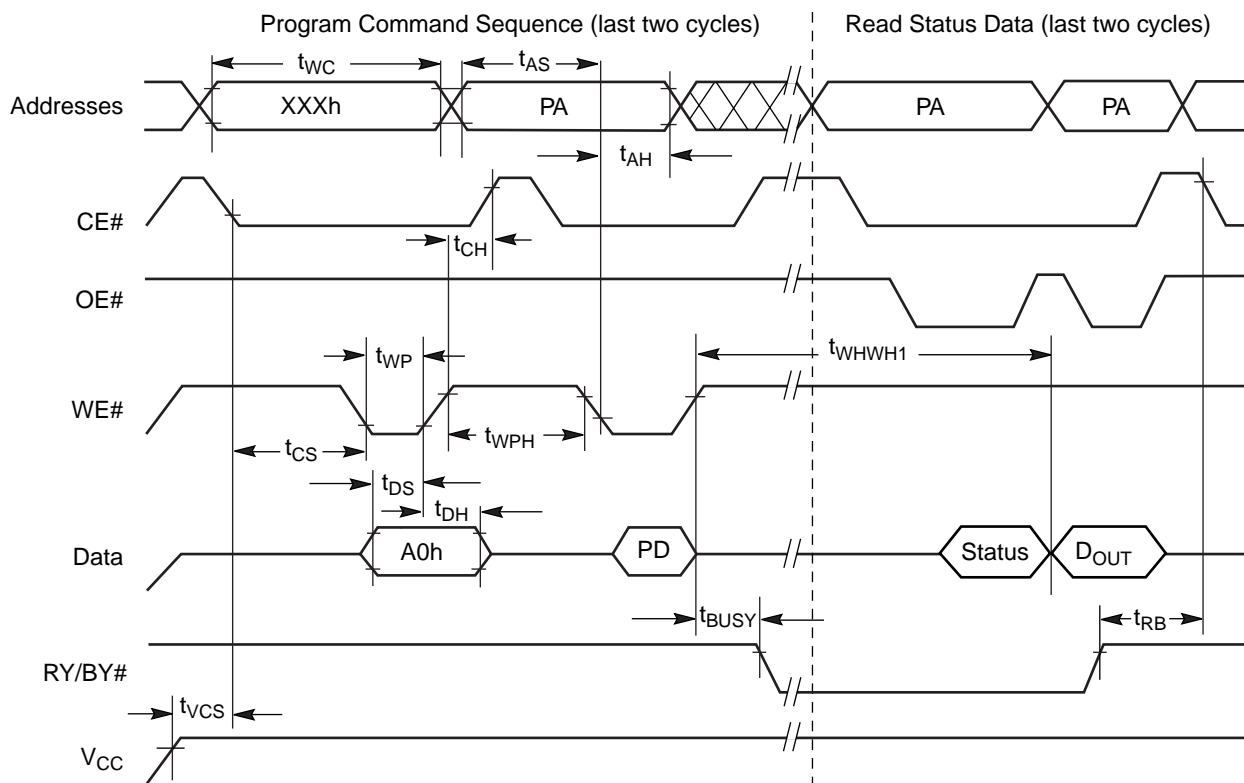 Program Command Sequence (last two cycles) Read Status Data (last two cycles)
tWC tAS
Addresses XXXh PA PA PA
tAH
CE#
tCH
OE#
tWP tWHWH1
WE#
tCS tWPH
tDS
tDH
Data A0h PD Status DOUT
tBUSY tRB
RY/BY#
tVCS
VCC